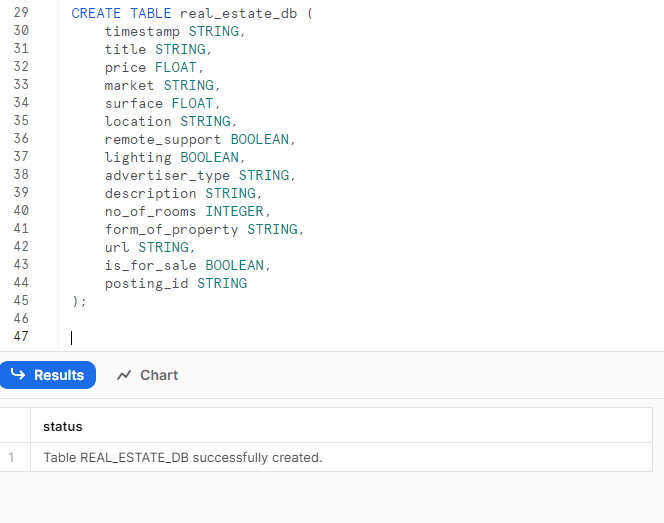 29 CREATE TABLE real_estate_db (
30 timestamp STRING,
31 title STRING,
32 price FLOAT,
33 market STRING,
34 surface FLOAT,
35 location STRING,
36 remote_support BOOLEAN,
37 lighting BOOLEAN,
38 advertiser_type STRING,
39 description STRING,
40 no_of_rooms INTEGER,
41 form_of_property STRING,
42 url STRING,
43 is_for_sale BOOLEAN,
44 posting_id STRING
45 );
46
47
Results Chart
status
1 Table REAL_ESTATE_DB successfully created.